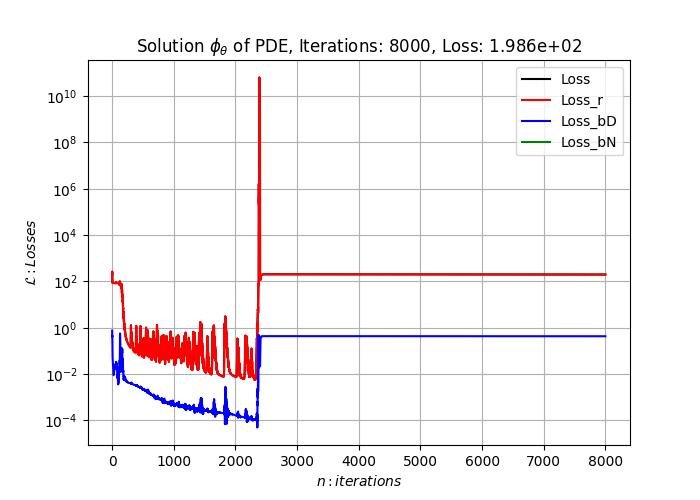 Solution ϕ_θ of PDE, Iterations: 8000, Loss: 1.986e+02
10^10
10^8
10^6
10^4
10^2
10^0
10^−2
10^−4
ℒ : Losses
0 1000 2000 3000 4000 5000 6000 7000 8000
n : iterations
Loss
Loss_r
Loss_bD
Loss_bN